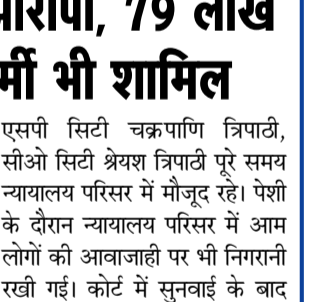 79 लाख
भी शामिल
एसपी सिटी चक्रपाणि त्रिपाठी,
सीओ सिटी श्रेयश त्रिपाठी पूरे समय
न्यायालय परिसर में मौजूद रहे। पेशी
के दौरान न्यायालय परिसर में आम
लोगों की आवाजाही पर भी निगरानी
रखी गई। कोर्ट में सुनवाई के बाद